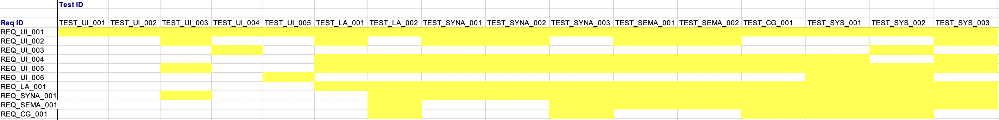 Test ID
Req ID TEST_UI_001 TEST_UI_002 TEST_UI_003 TEST_UI_004 TEST_UI_005 TEST_LA_001 TEST_LA_002 TEST_SYNA_001 TEST_SYNA_002 TEST_SYNA_003 TEST_SEMA_001 TEST_SEMA_002 TEST_CG_001 TEST_SYS_001 TEST_SYS_002 TEST_SYS_003
REQ_UI_001
REQ_UI_002
REQ_UI_003
REQ_UI_004
REQ_UI_005
REQ_UI_006
REQ_LA_001
REQ_SYNA_001
REQ_SEMA_001
REQ_CG_001